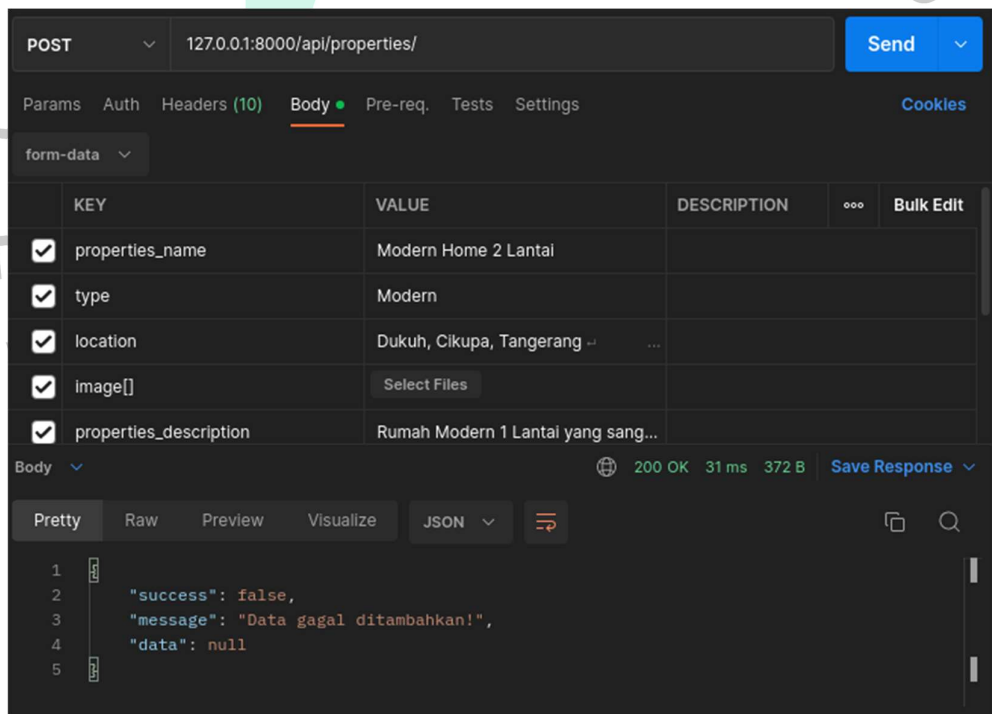 POST 127.0.0.1:8000/api/properties/ Send
Params Auth Headers (10) Body Pre-req. Tests Settings Cookies
form-data
KEY VALUE DESCRIPTION ooo Bulk Edit
properties_name Modern Home 2 Lantai
type Modern
location Dukuh, Cikupa, Tangerang ↵ ...
image[] Select Files
properties_description Rumah Modern 1 Lantai yang sang...
Body 200 OK 31 ms 372 B Save Response
Pretty Raw Preview Visualize JSON
1 {
2 "success": false,
3 "message": "Data gagal ditambahkan!",
4 "data": null
5 }